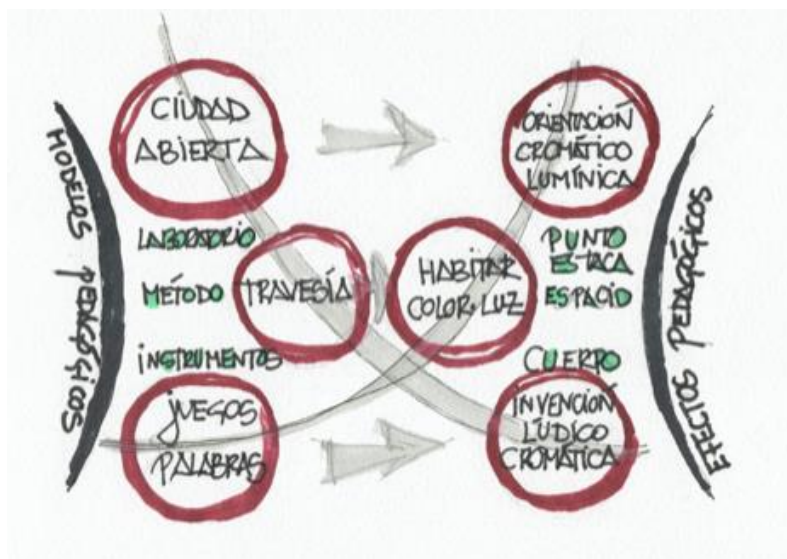 MODELOS PEDAGÓGICOS
CIUDAD
ABIERTA
LABORATORIO
MÉTODO
TRAVESÍA
INSTRUMENTOS
JUEGOS
PALABRAS
HABITAR
COLOR·LUZ
ORIENTACIÓN
CROMÁTICO
LUMÍNICA
PUNTO
ESTACA
ESPACIO
CUERPO
INVENCIÓN
LÚDICO
CROMÁTICA
EFECTOS PEDAGÓGICOS